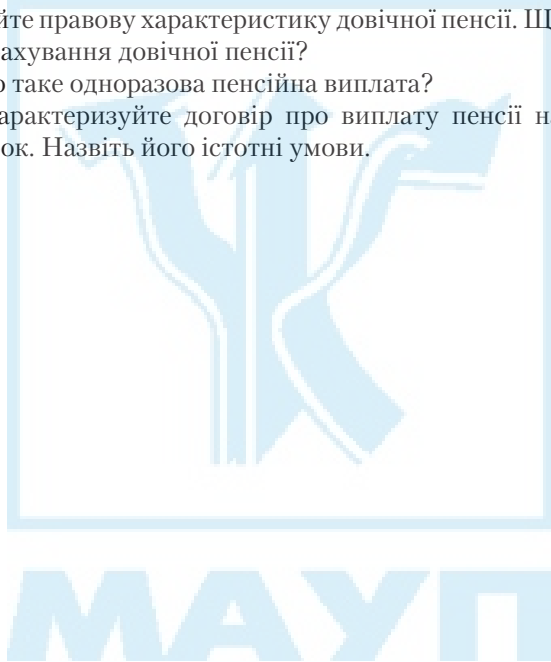 йте правову характеристику довічної пенсії. Щ
ахування довічної пенсії?
о таке одноразова пенсійна виплата?
арактеризуйте договір про виплату пенсії н
ок. Назвіть його істотні умови.
МАУП